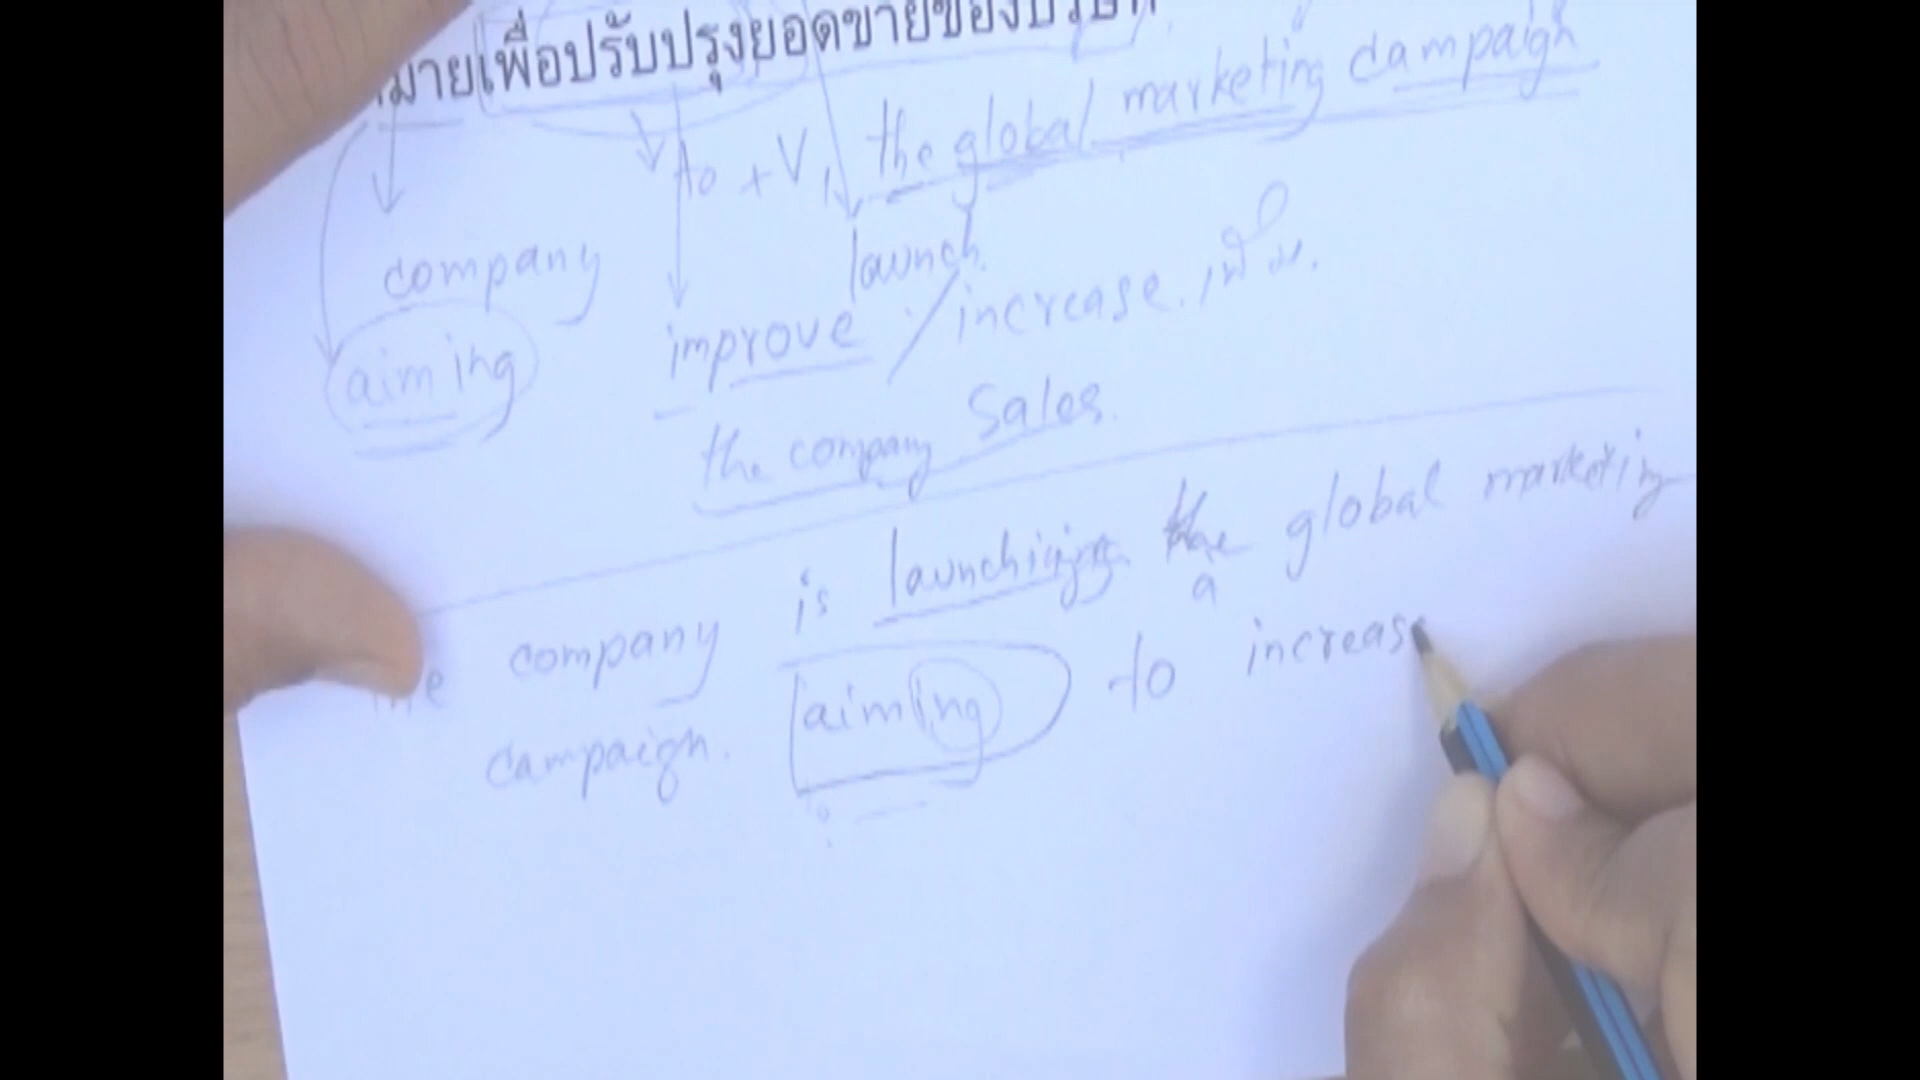 มายเพื่อปรับปรุงยอดขายของบริษัท
to + V1 the global marketing campaign
company launch
aiming improve / increase. เพิ่ม.
the company sales.
company is launching the global marketing
a
campaign. aiming to increase